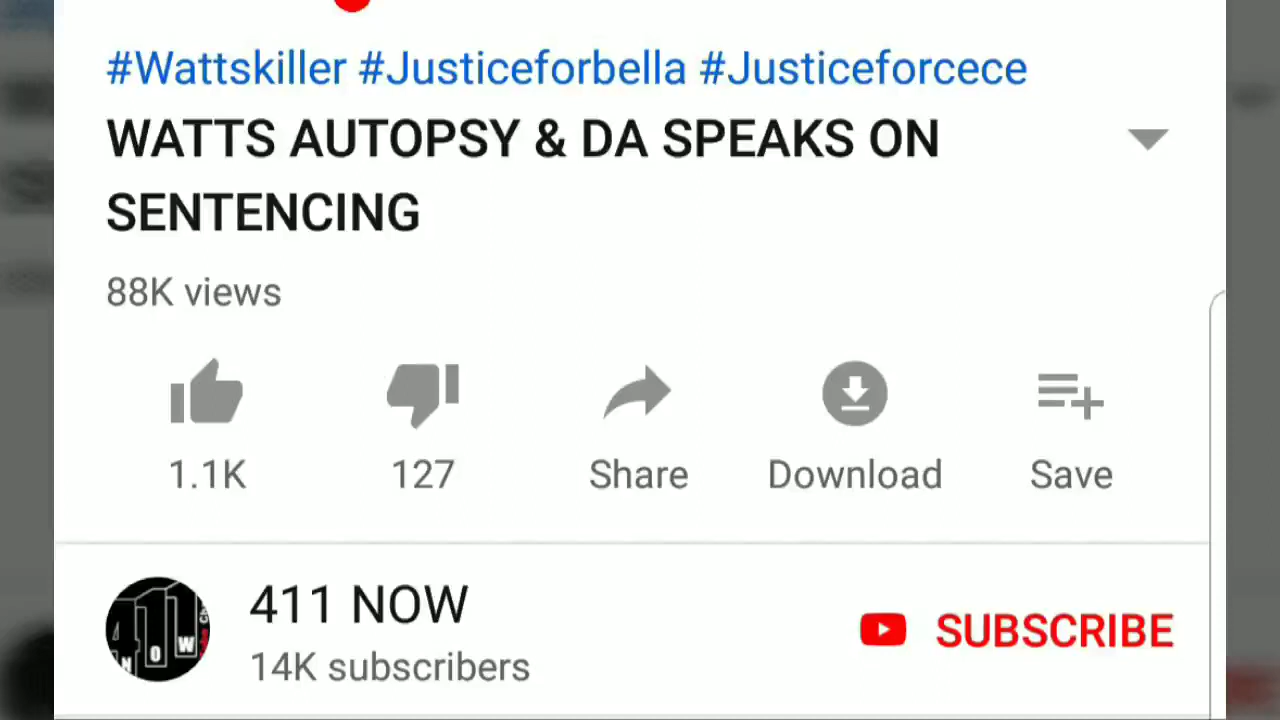 #Wattskiller #Justiceforbella #Justiceforcece
WATTS AUTOPSY & DA SPEAKS ON
SENTENCING
88K views
1.1K 127 Share Download Save
411 NOW
14K subscribers
SUBSCRIBE